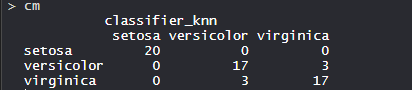 > cm
classifier_knn
setosa versicolor virginica
setosa 20 0 0
versicolor 0 17 3
virginica 0 3 17